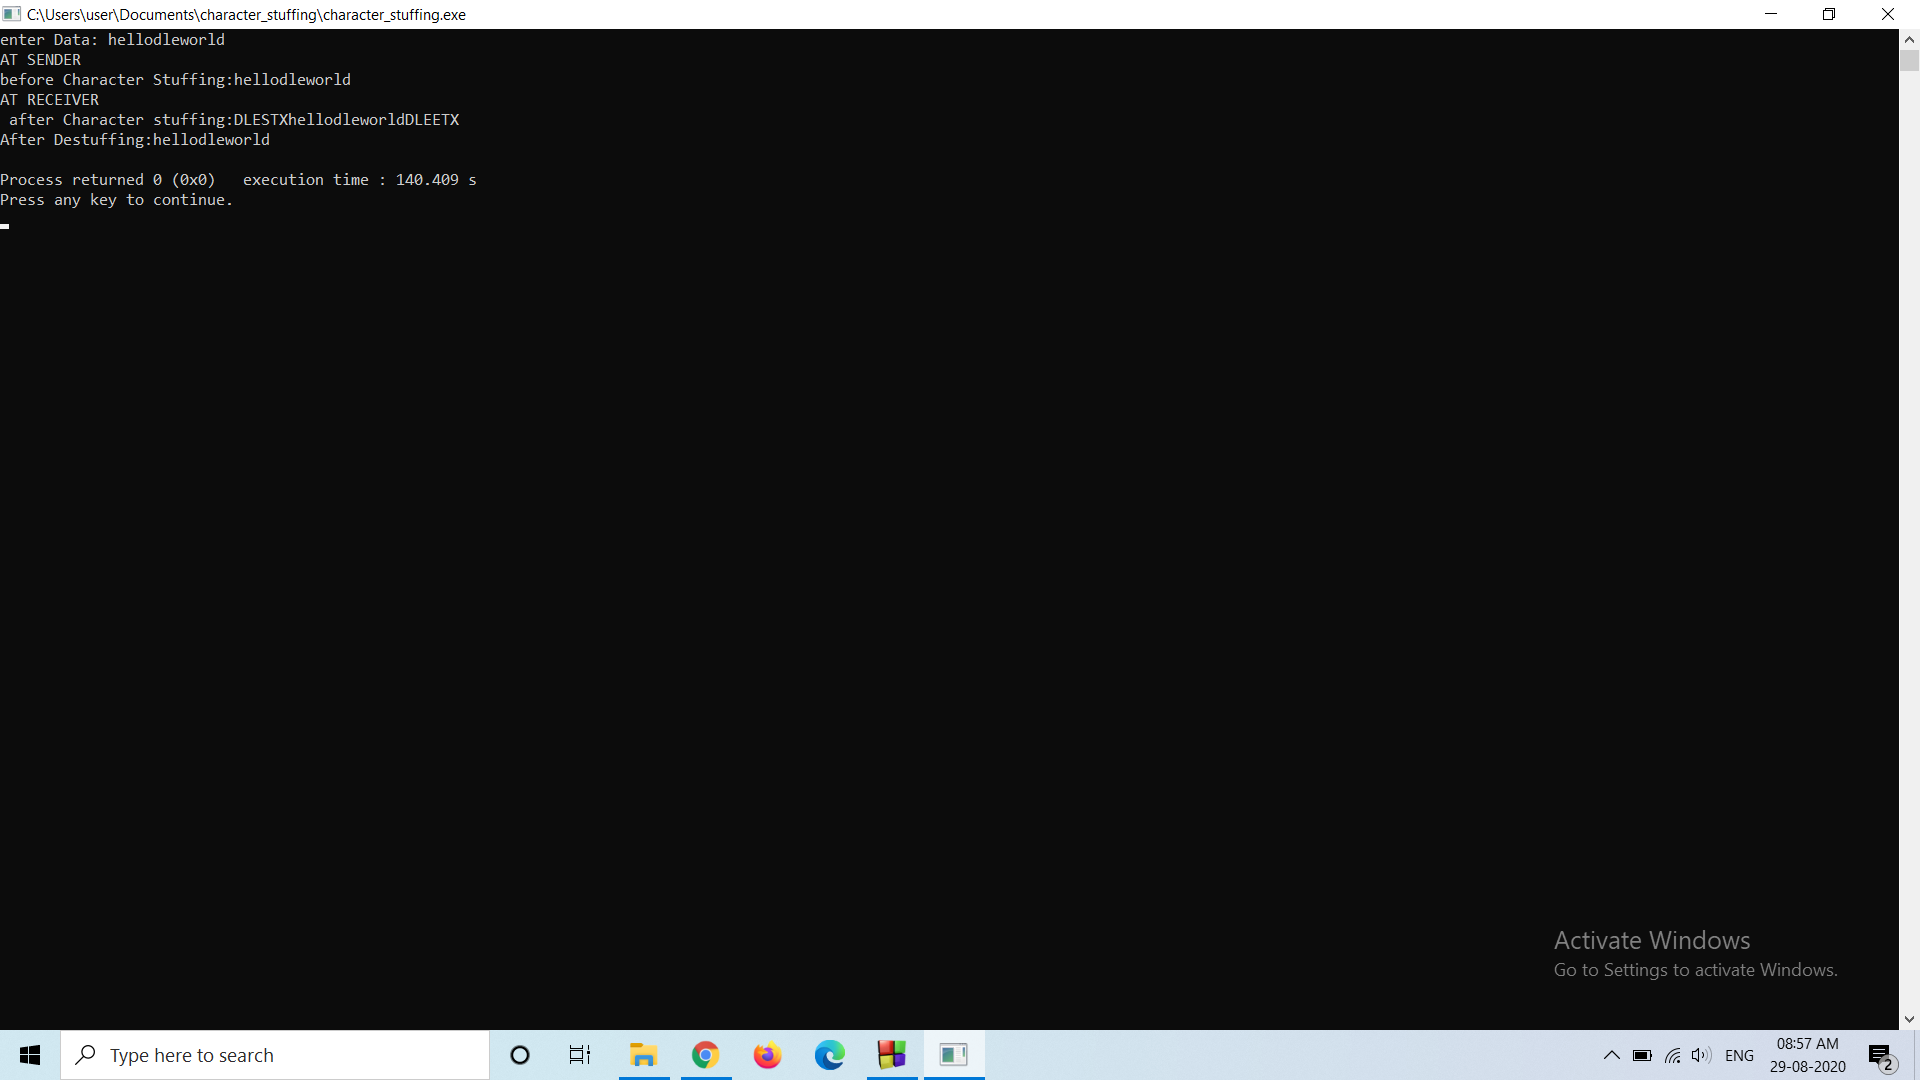 C:\Users\user\Documents\character_stuffing\character_stuffing.exe
enter Data: hellodleworld
AT SENDER
before Character Stuffing:hellodleworld
AT RECEIVER
 after Character stuffing:DLESTXhellodleworldDLEETX
After Destuffing:hellodleworld
Process returned 0 (0x0)   execution time : 140.409 s
Press any key to continue.
Activate Windows
Go to Settings to activate Windows.
Type here to search
ENG
08:57 AM
29-08-2020
2